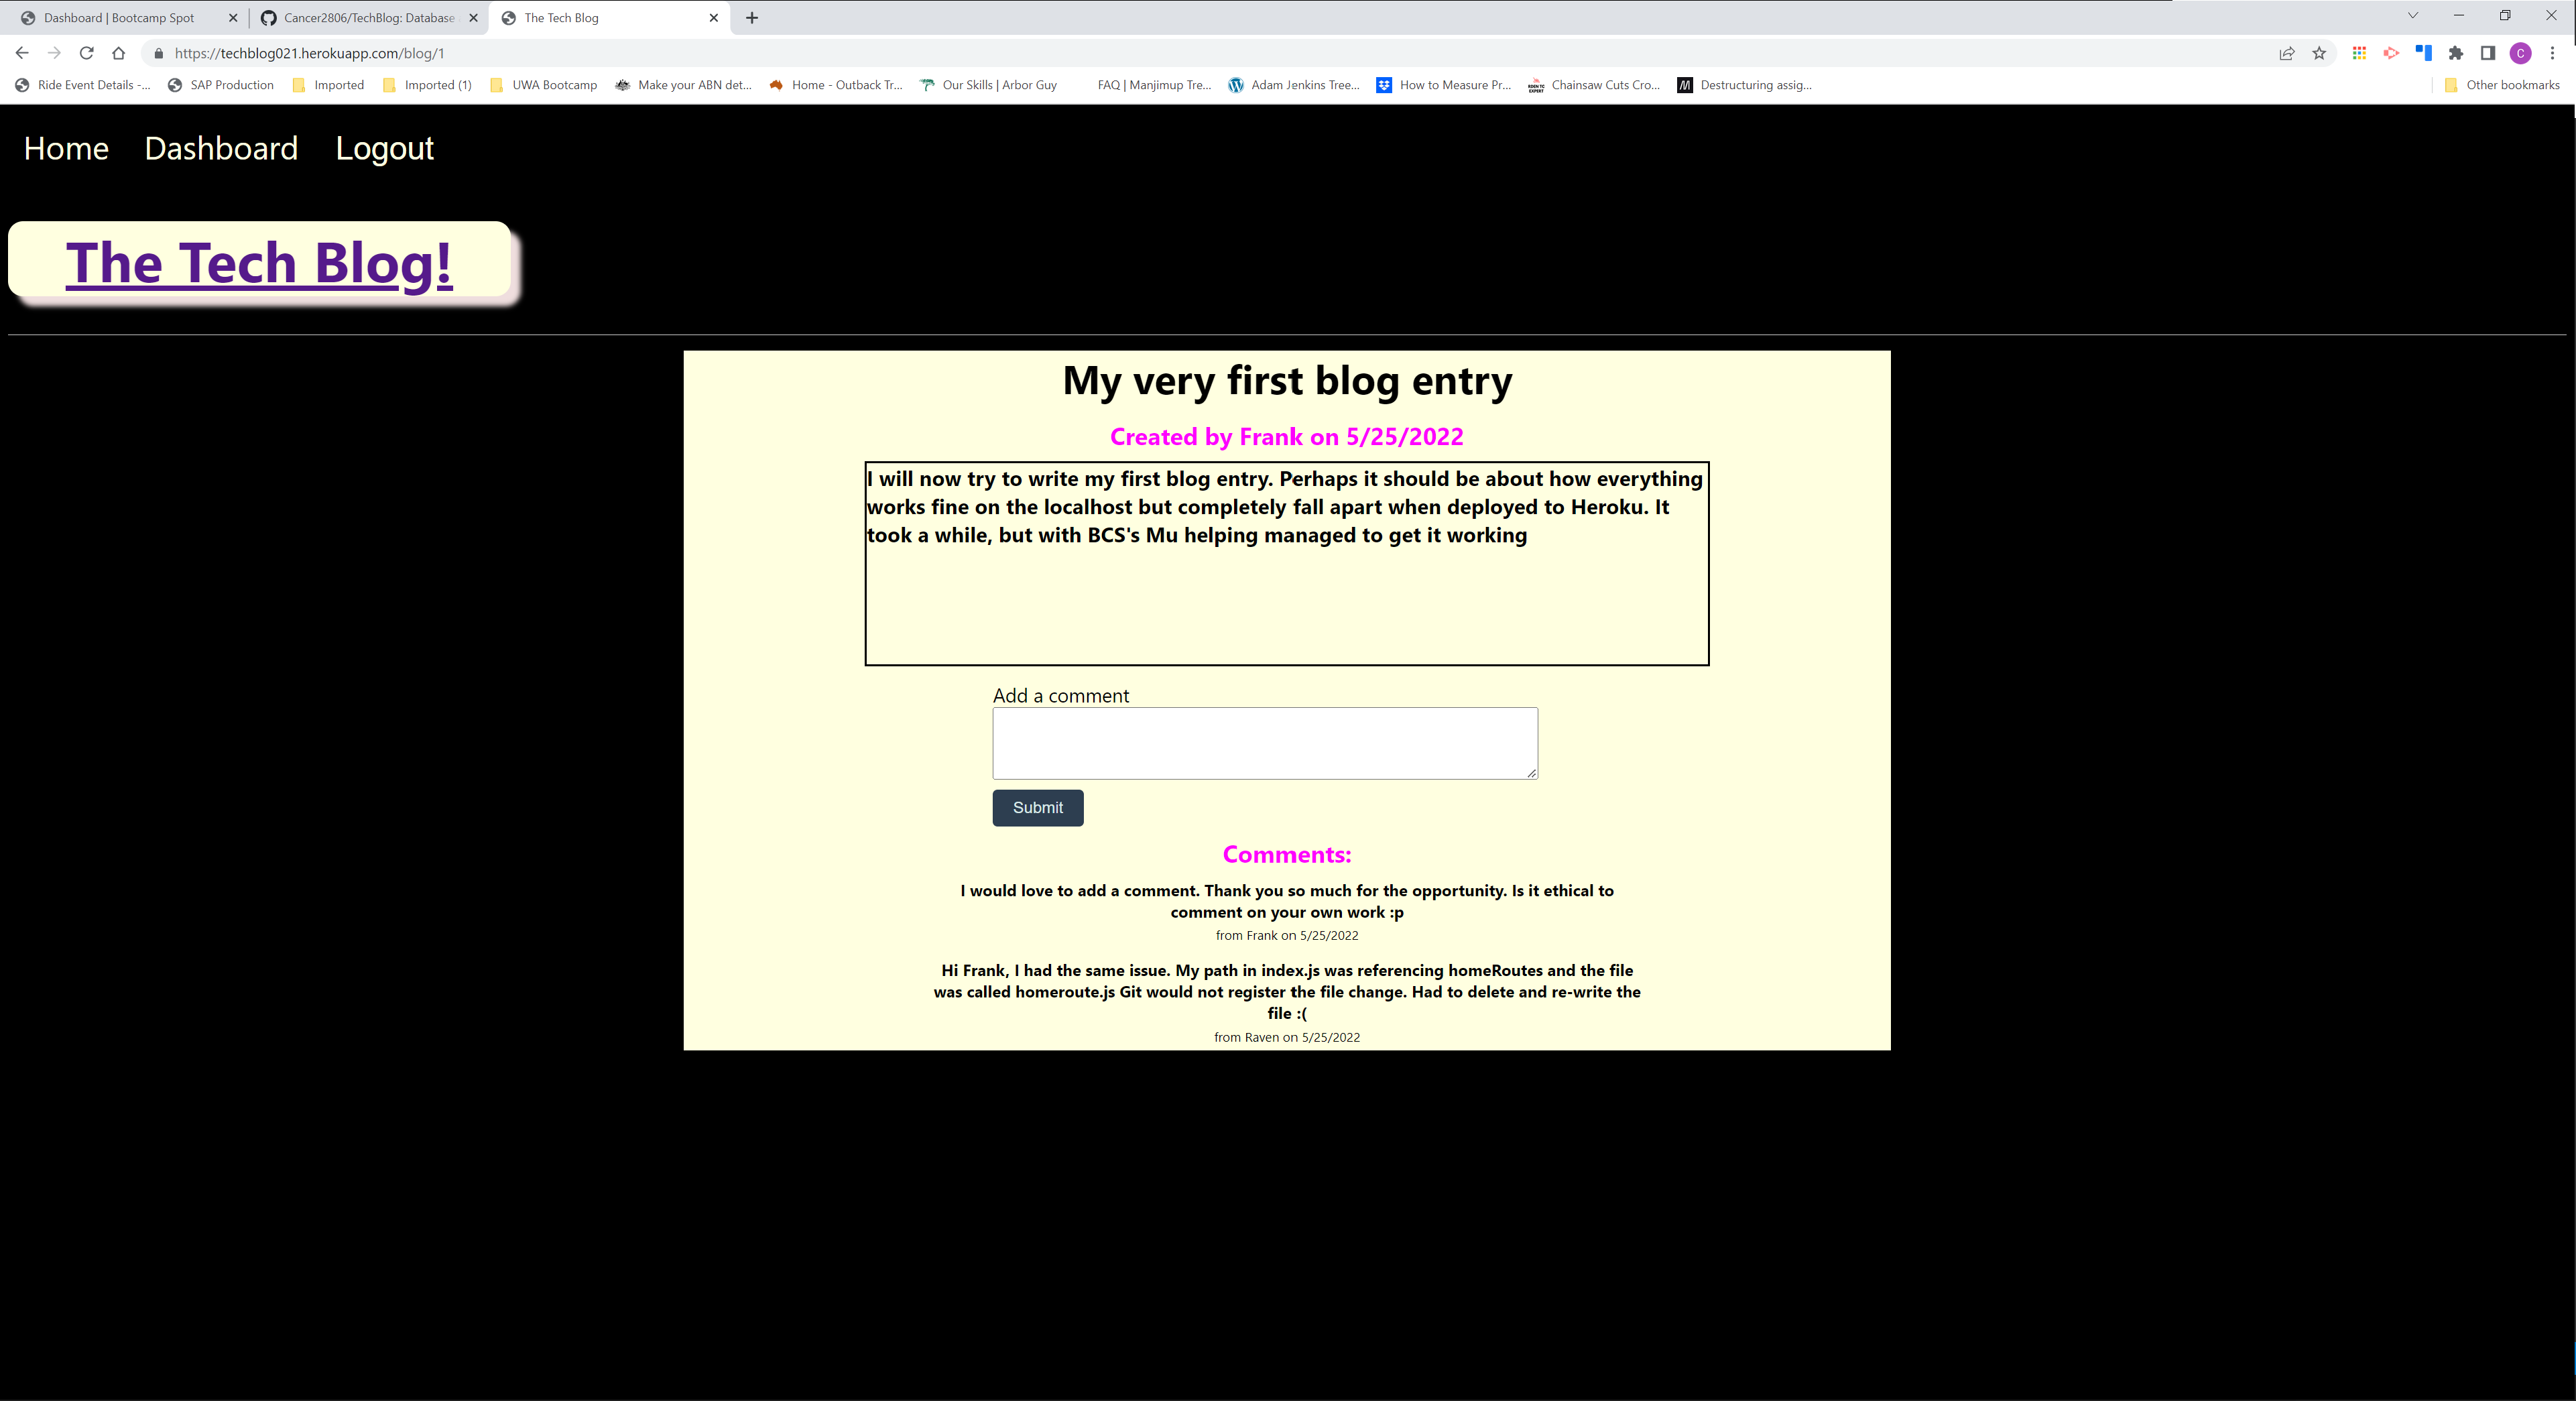 Dashboard | Bootcamp Spot
Cancer2806/TechBlog: Database
The Tech Blog
https://techblog021.herokuapp.com/blog/1
C
Ride Event Details -...
SAP Production
Imported
Imported (1)
UWA Bootcamp
Make your ABN det...
Home - Outback Tr...
Our Skills | Arbor Guy
FAQ | Manjimup Tre...
Adam Jenkins Tree...
How to Measure Pr...
Chainsaw Cuts Cro...
Destructuring assig...
Other bookmarks
Home Dashboard Logout
The Tech Blog!
My very first blog entry
Created by Frank on 5/25/2022
I will now try to write my first blog entry. Perhaps it should be about how everything
works fine on the localhost but completely fall apart when deployed to Heroku. It
took a while, but with BCS's Mu helping managed to get it working
Add a comment
Submit
Comments:
I would love to add a comment. Thank you so much for the opportunity. Is it ethical to
comment on your own work :p
from Frank on 5/25/2022
Hi Frank, I had the same issue. My path in index.js was referencing homeRoutes and the file
was called homeroute.js Git would not register the file change. Had to delete and re-write the
file :(
from Raven on 5/25/2022